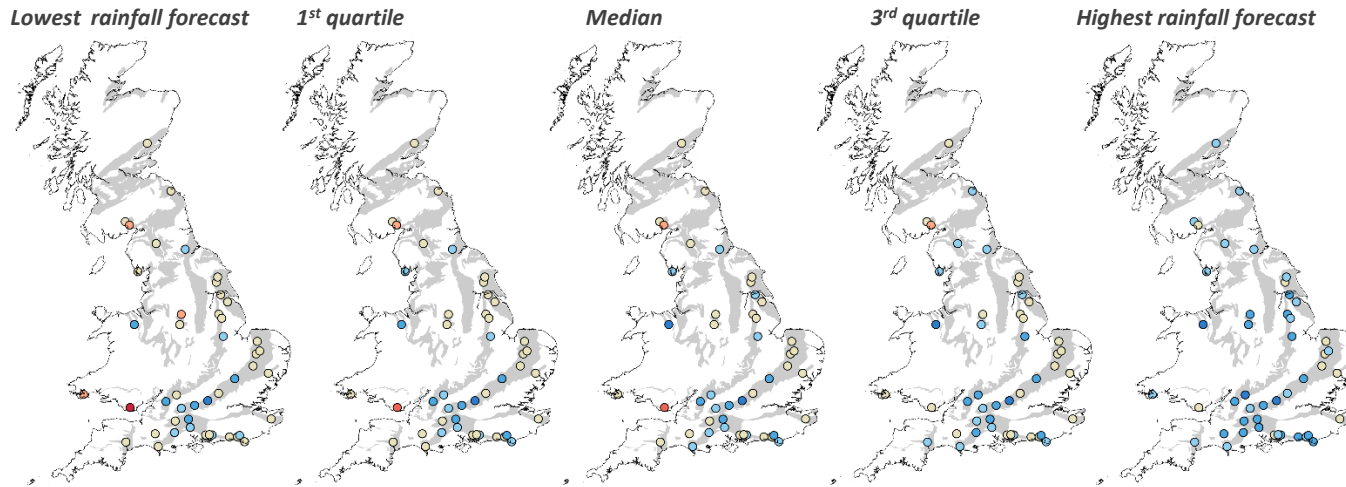 Lowest rainfall forecast
1st quartile
Median
3rd quartile
Highest rainfall forecast